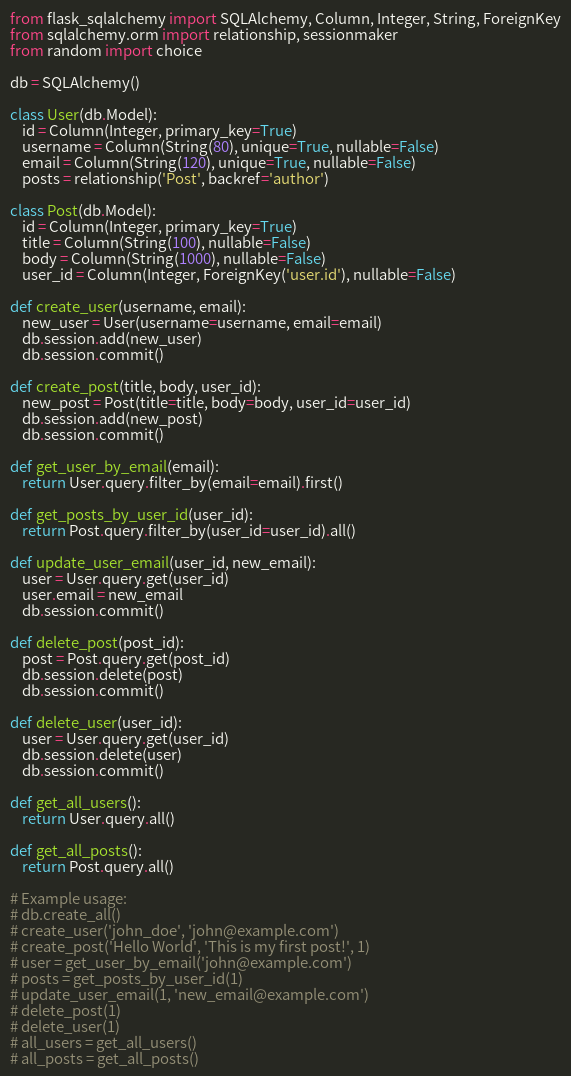 from flask_sqlalchemy import SQLAlchemy, Column, Integer, String, ForeignKey
from sqlalchemy.orm import relationship, sessionmaker
from random import choice

db = SQLAlchemy()

class User(db.Model):
    id = Column(Integer, primary_key=True)
    username = Column(String(80), unique=True, nullable=False)
    email = Column(String(120), unique=True, nullable=False)
    posts = relationship('Post', backref='author')

class Post(db.Model):
    id = Column(Integer, primary_key=True)
    title = Column(String(100), nullable=False)
    body = Column(String(1000), nullable=False)
    user_id = Column(Integer, ForeignKey('user.id'), nullable=False)

def create_user(username, email):
    new_user = User(username=username, email=email)
    db.session.add(new_user)
    db.session.commit()

def create_post(title, body, user_id):
    new_post = Post(title=title, body=body, user_id=user_id)
    db.session.add(new_post)
    db.session.commit()

def get_user_by_email(email):
    return User.query.filter_by(email=email).first()

def get_posts_by_user_id(user_id):
    return Post.query.filter_by(user_id=user_id).all()

def update_user_email(user_id, new_email):
    user = User.query.get(user_id)
    user.email = new_email
    db.session.commit()

def delete_post(post_id):
    post = Post.query.get(post_id)
    db.session.delete(post)
    db.session.commit()

def delete_user(user_id):
    user = User.query.get(user_id)
    db.session.delete(user)
    db.session.commit()

def get_all_users():
    return User.query.all()

def get_all_posts():
    return Post.query.all()

# Example usage:
# db.create_all()
# create_user('john_doe', 'john@example.com')
# create_post('Hello World', 'This is my first post!', 1)
# user = get_user_by_email('john@example.com')
# posts = get_posts_by_user_id(1)
# update_user_email(1, 'new_email@example.com')
# delete_post(1)
# delete_user(1)
# all_users = get_all_users()
# all_posts = get_all_posts()